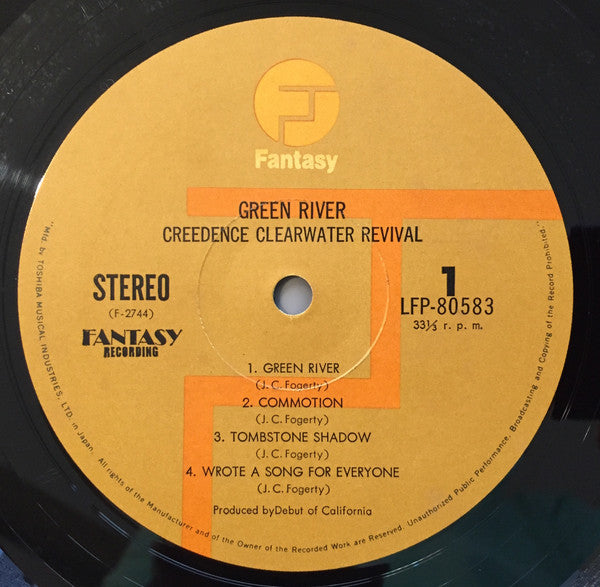 Fantasy
GREEN RIVER
CREEDENCE CLEARWATER REVIVAL
STEREO
(F-2744)
FANTASY
RECORDING
1
LFP-80583
33⅓ r. p. m.
1. GREEN RIVER
(J. C. Fogerty)
2. COMMOTION
(J. C. Fogerty)
3. TOMBSTONE SHADOW
(J. C. Fogerty)
4. WROTE A SONG FOR EVERYONE
(J. C. Fogerty)
Produced byDebut of California
"Mfd. by TOSHIBA MUSICAL INDUSTRIES, LTD. in Japan. All rights of the Manufacturer and of the Owner of the Recorded Work are Reserved. Unauthorized Public Performance, Broadcasting and Copying of the Record Prohibited."